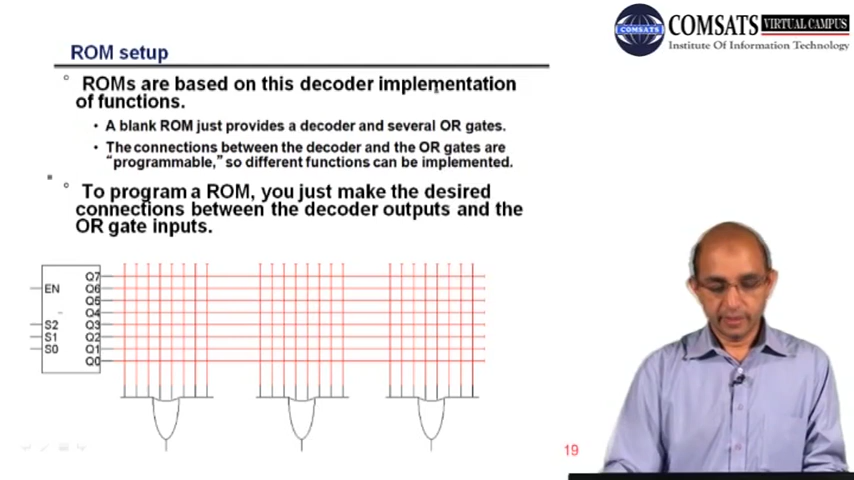 COMSATS VIRTUAL CAMPUS
Institute Of Information Technology
ROM setup
° ROMs are based on this decoder implementation
of functions.
• A blank ROM just provides a decoder and several OR gates.
• The connections between the decoder and the OR gates are
“programmable,” so different functions can be implemented.
° To program a ROM, you just make the desired
connections between the decoder outputs and the
OR gate inputs.
Q7
EN Q6
Q5
Q4
S2 Q3
S1 Q2
S0 Q1
Q0
19